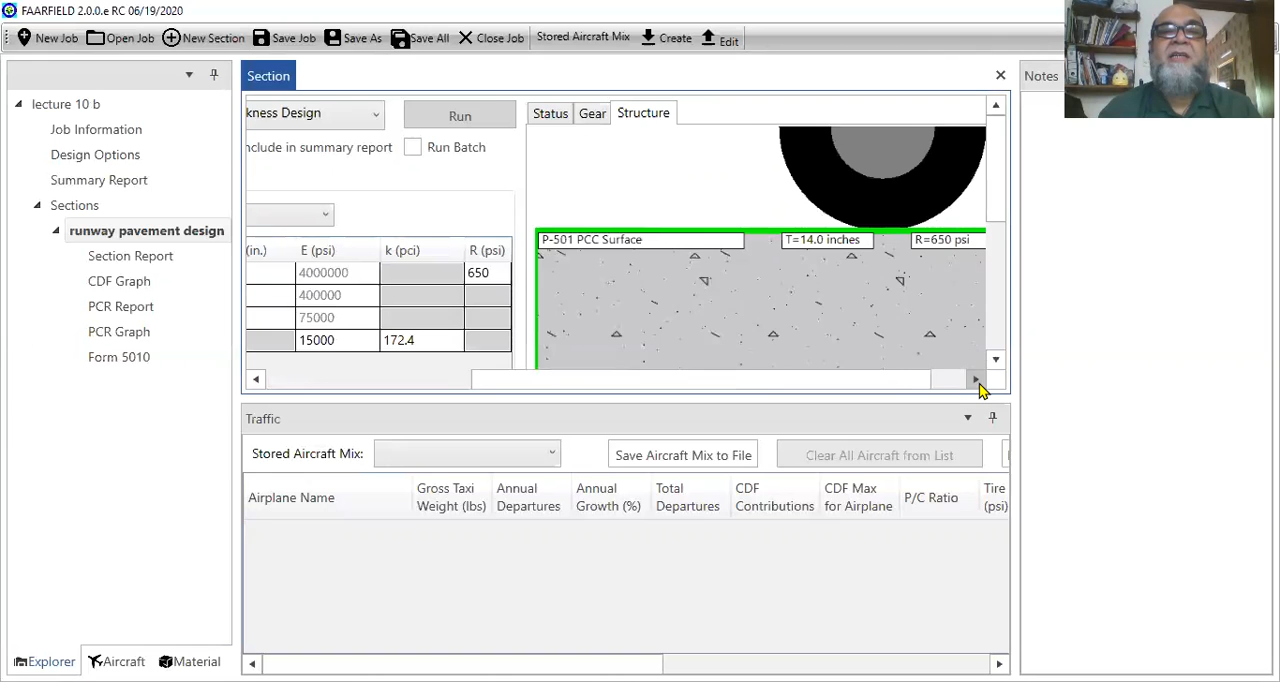 FAARFIELD 2.0.0.e RC 06/19/2020
New Job Open Job New Section Save Job Save As Save All Close Job Stored Aircraft Mix Create Edit
Section
Notes
lecture 10 b
Job Information
Design Options
Summary Report
Sections
runway pavement design
Section Report
CDF Graph
PCR Report
PCR Graph
Form 5010
kness Design
Run
Status Gear Structure
nclude in summary report
Run Batch
(in.) E (psi) k (pci) R (psi)
4000000 650
400000
75000
15000 172.4
P-501 PCC Surface T=14.0 inches R=650 psi
Traffic
Stored Aircraft Mix:
Save Aircraft Mix to File
Clear All Aircraft from List
Airplane Name
Gross Taxi Weight (lbs)
Annual Departures
Annual Growth (%)
Total Departures
CDF Contributions
CDF Max for Airplane
P/C Ratio
Tire (psi)
Explorer Aircraft Material